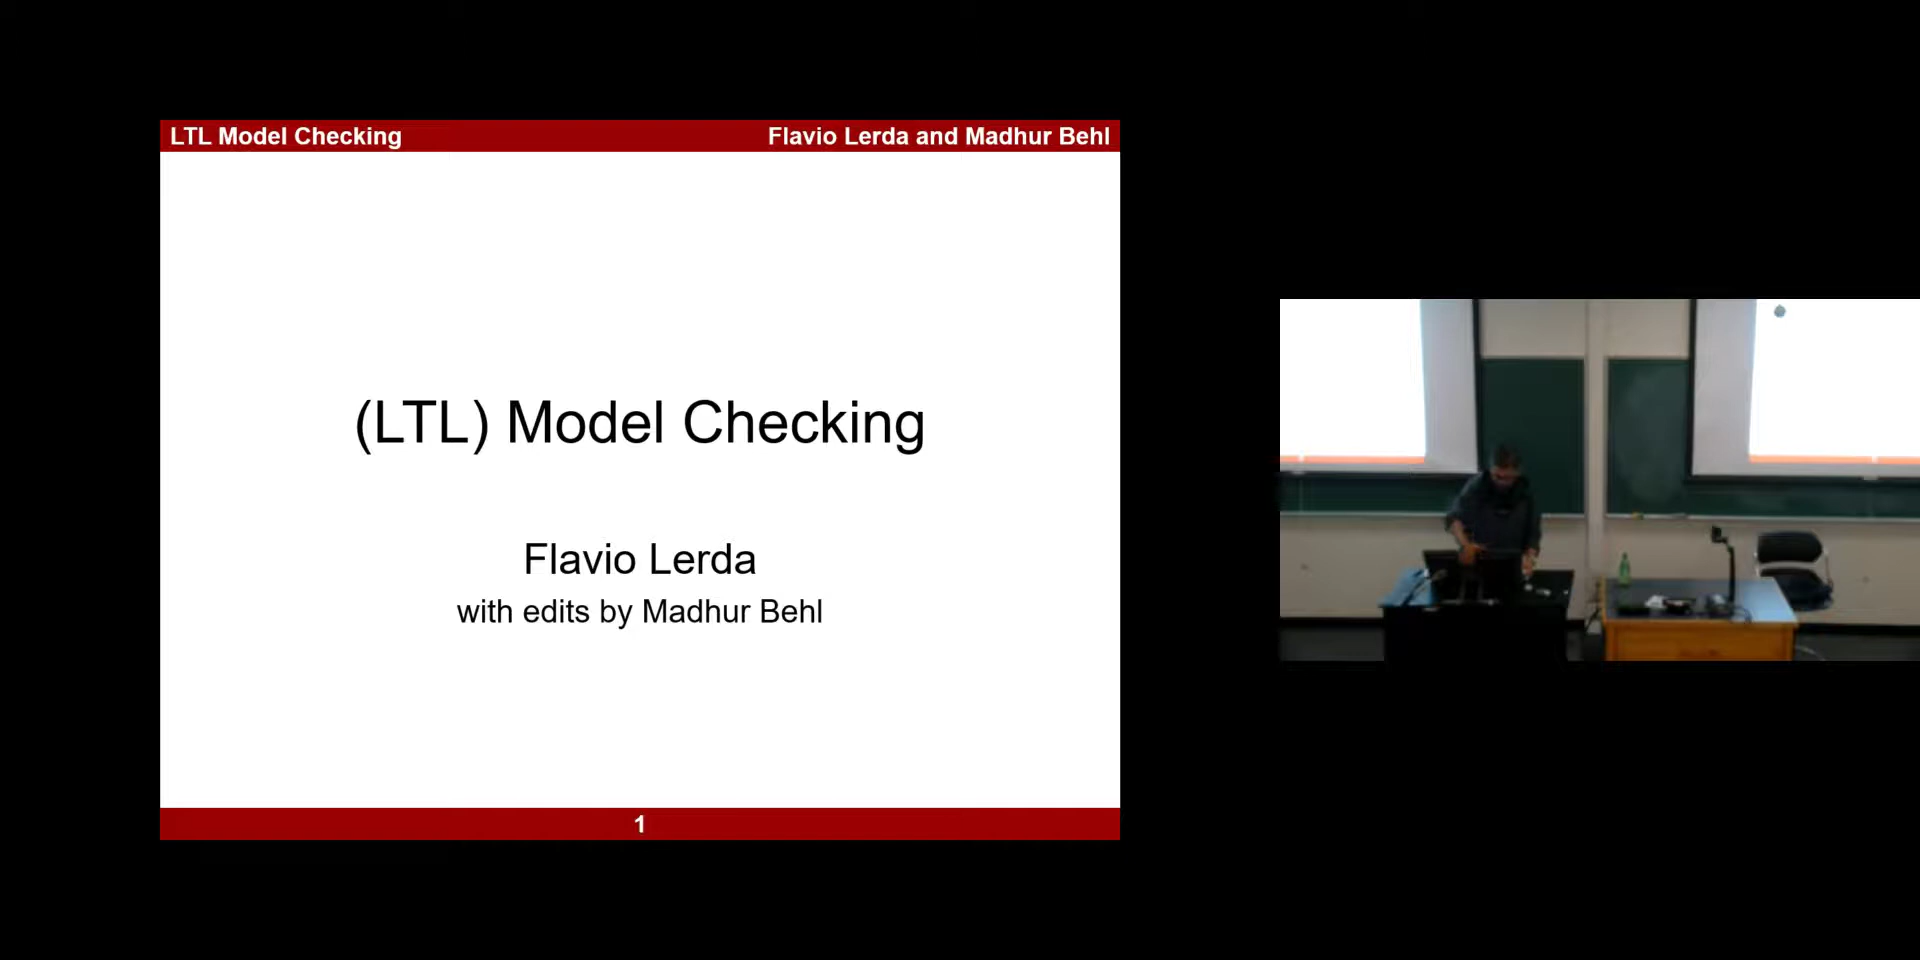 LTL Model Checking
Flavio Lerda and Madhur Behl
(LTL) Model Checking
Flavio Lerda
with edits by Madhur Behl
1